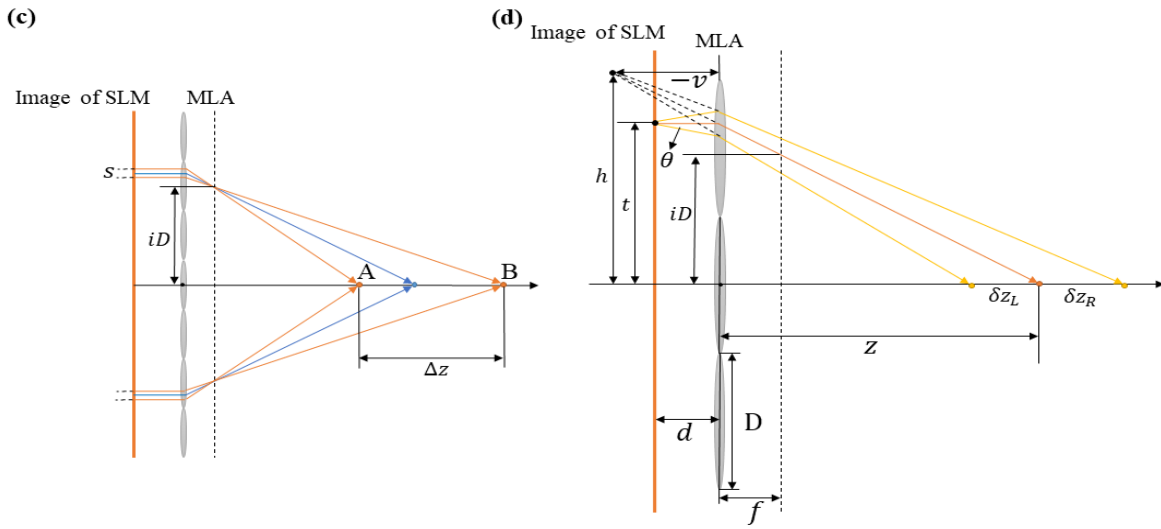 (c)
Image of SLM
MLA
s
iD
A
B
Δz
(d)
Image of SLM
MLA
−v
θ
h
t
iD
δz_L
δz_R
z
d
D
f